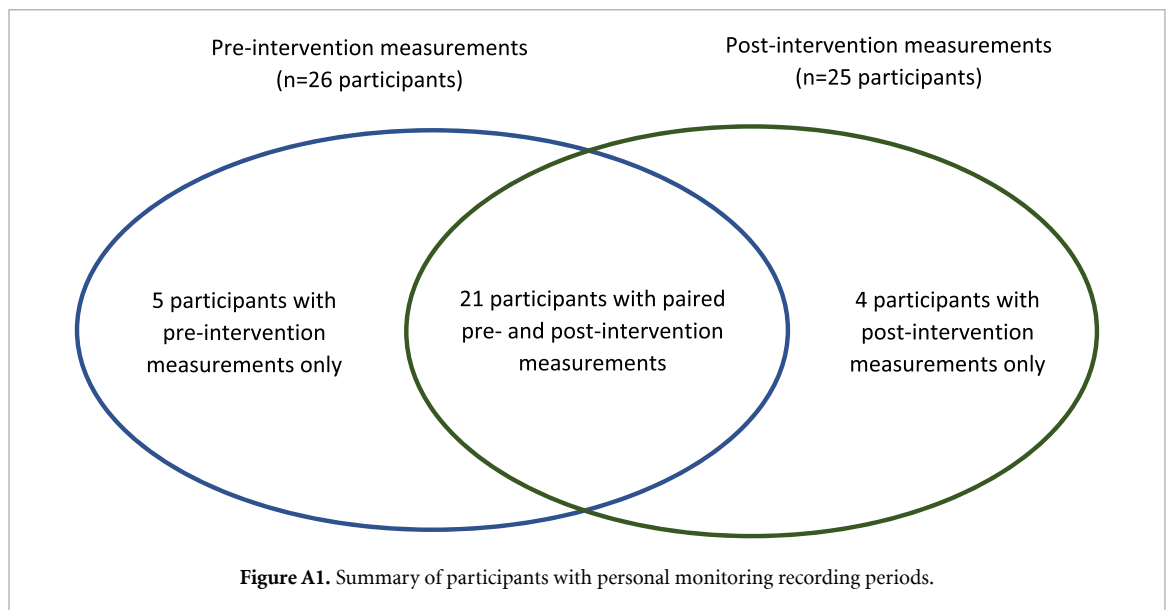 Pre-intervention measurements
(n=26 participants)
Post-intervention measurements
(n=25 participants)
5 participants with
pre-intervention
measurements only
21 participants with paired
pre- and post-intervention
measurements
4 participants with
post-intervention
measurements only
Figure A1. Summary of participants with personal monitoring recording periods.